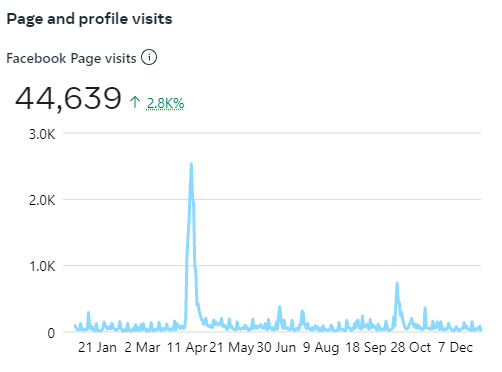 Page and profile visits
Facebook Page visits
44,639 ↑ 2.8K%
3.0K
2.0K
1.0K
0
21 Jan 2 Mar 11 Apr 21 May 30 Jun 9 Aug 18 Sep 28 Oct 7 Dec